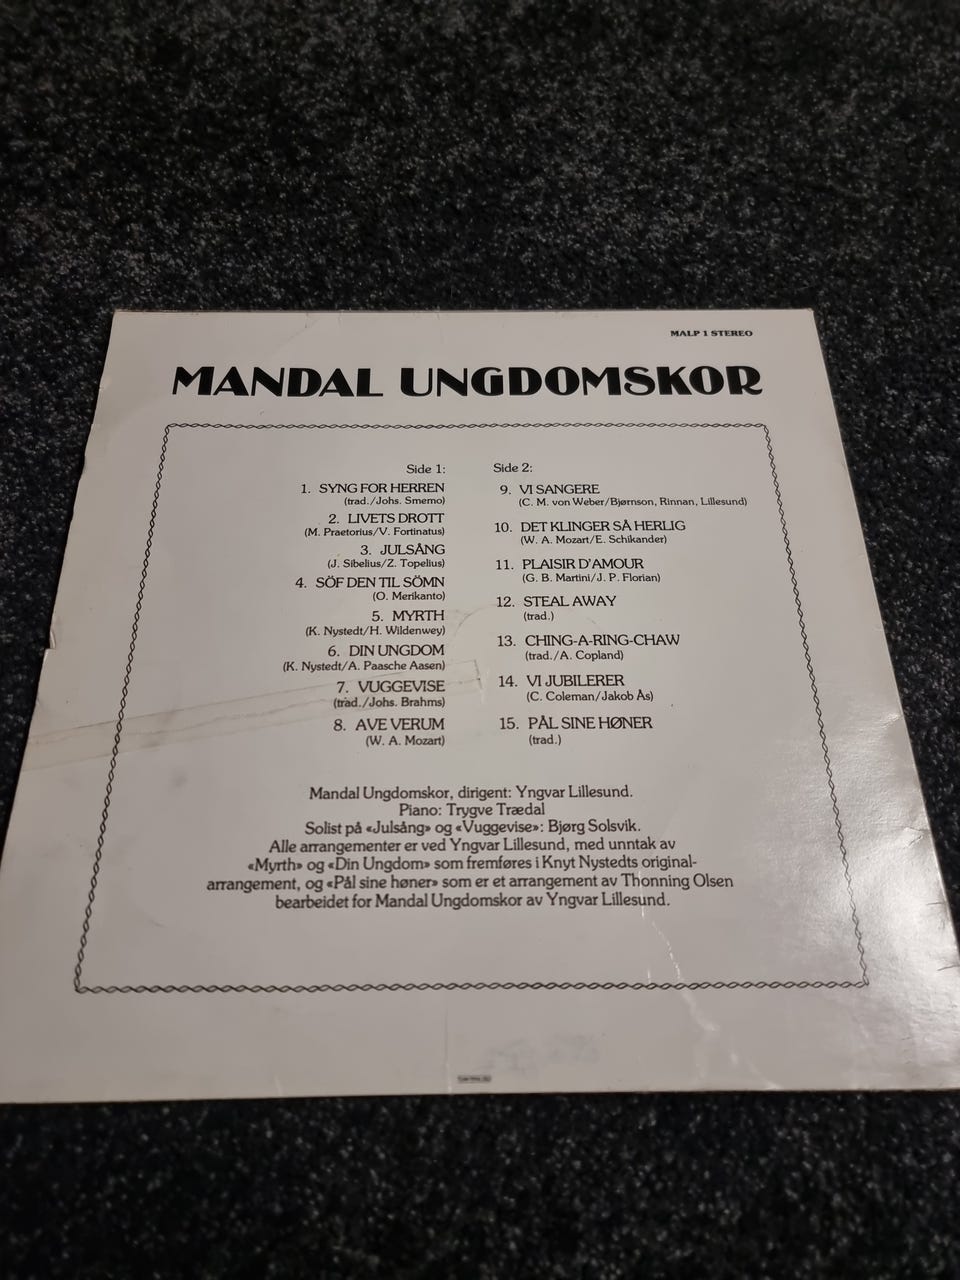 MALP 1 STEREO
MANDAL UNGDOMSKOR
Side 1:
1. SYNG FOR HERREN
(trad./Johs. Smemo)
2. LIVETS DROTT
(M. Praetorius/V. Fortinatus)
3. JULSÅNG
(J. Sibelius/Z. Topelius)
4. SÖF DEN TIL SÖMN
(O. Merikanto)
5. MYRTH
(K. Nystedt/H. Wildenwey)
6. DIN UNGDOM
(K. Nystedt/A. Paasche Aasen)
7. VUGGEVISE
(trad./Johs. Brahms)
8. AVE VERUM
(W. A. Mozart)
Side 2:
9. VI SANGERE
(C. M. von Weber/Bjørnson, Rinnan, Lillesund)
10. DET KLINGER SÅ HERLIG
(W. A. Mozart/E. Schikander)
11. PLAISIR D'AMOUR
(G. B. Martini/J. P. Florian)
12. STEAL AWAY
(trad.)
13. CHING-A-RING-CHAW
(trad./A. Copland)
14. VI JUBILERER
(C. Coleman/Jakob Ås)
15. PÅL SINE HØNER
(trad.)
Mandal Ungdomskor, dirigent: Yngvar Lillesund.
Piano: Trygve Trædal
Solist på «Julsång» og «Vuggevise»: Bjørg Solsvik.
Alle arrangementer er ved Yngvar Lillesund, med unntak av
«Myrth» og «Din Ungdom» som fremføres i Knyt Nystedts original-
arrangement, og «Pål sine høner» som er et arrangement av Thonning Olsen
bearbeidet for Mandal Ungdomskor av Yngvar Lillesund.